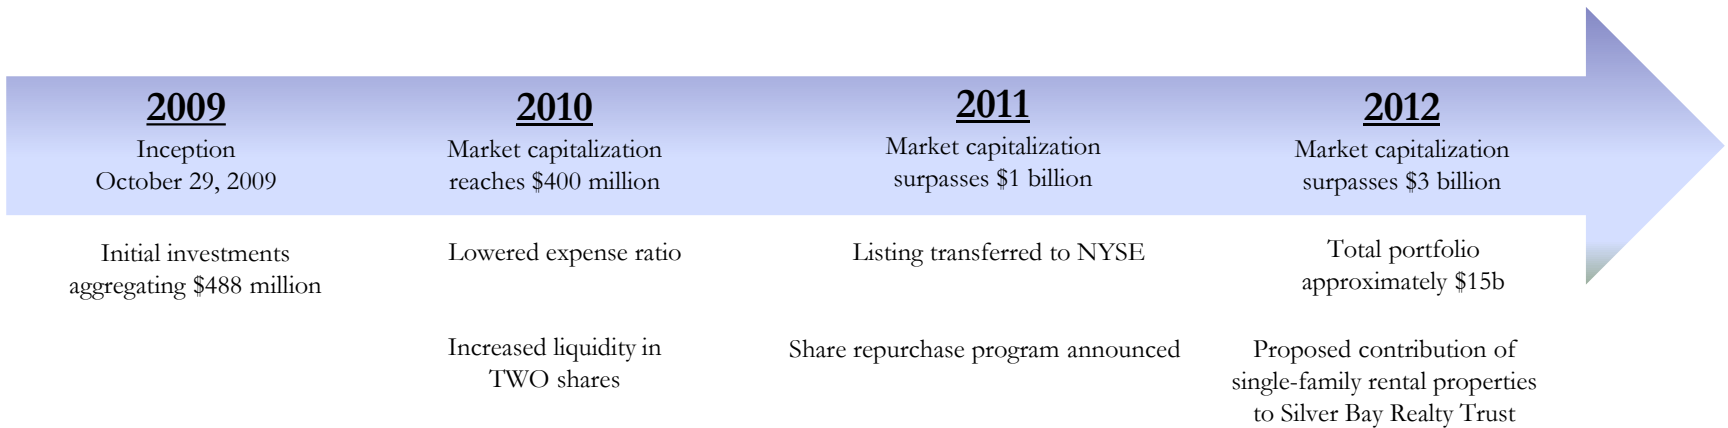 2009
Inception
October 29, 2009
Initial investments
aggregating $488 million
2010
Market capitalization
reaches $400 million
Lowered expense ratio
Increased liquidity in
TWO shares
2011
Market capitalization
surpasses $1 billion
Listing transferred to NYSE
Share repurchase program announced
2012
Market capitalization
surpasses $3 billion
Total portfolio
approximately $15b
Proposed contribution of
single-family rental properties
to Silver Bay Realty Trust